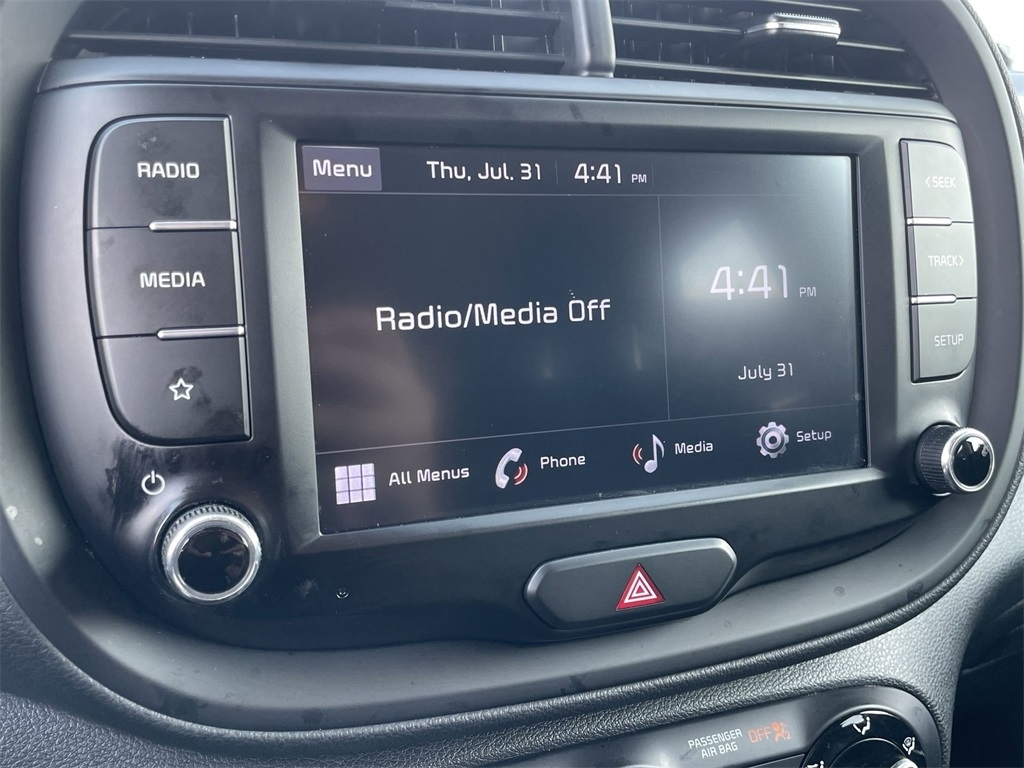 RADIO
MEDIA
Menu
Thu, Jul. 31
4:41 PM
Radio/Media Off
4:41 PM
July 31
All Menus
Phone
Media
Setup
< SEEK
TRACK >
SETUP
PASSENGER
AIR BAG
OFF
2